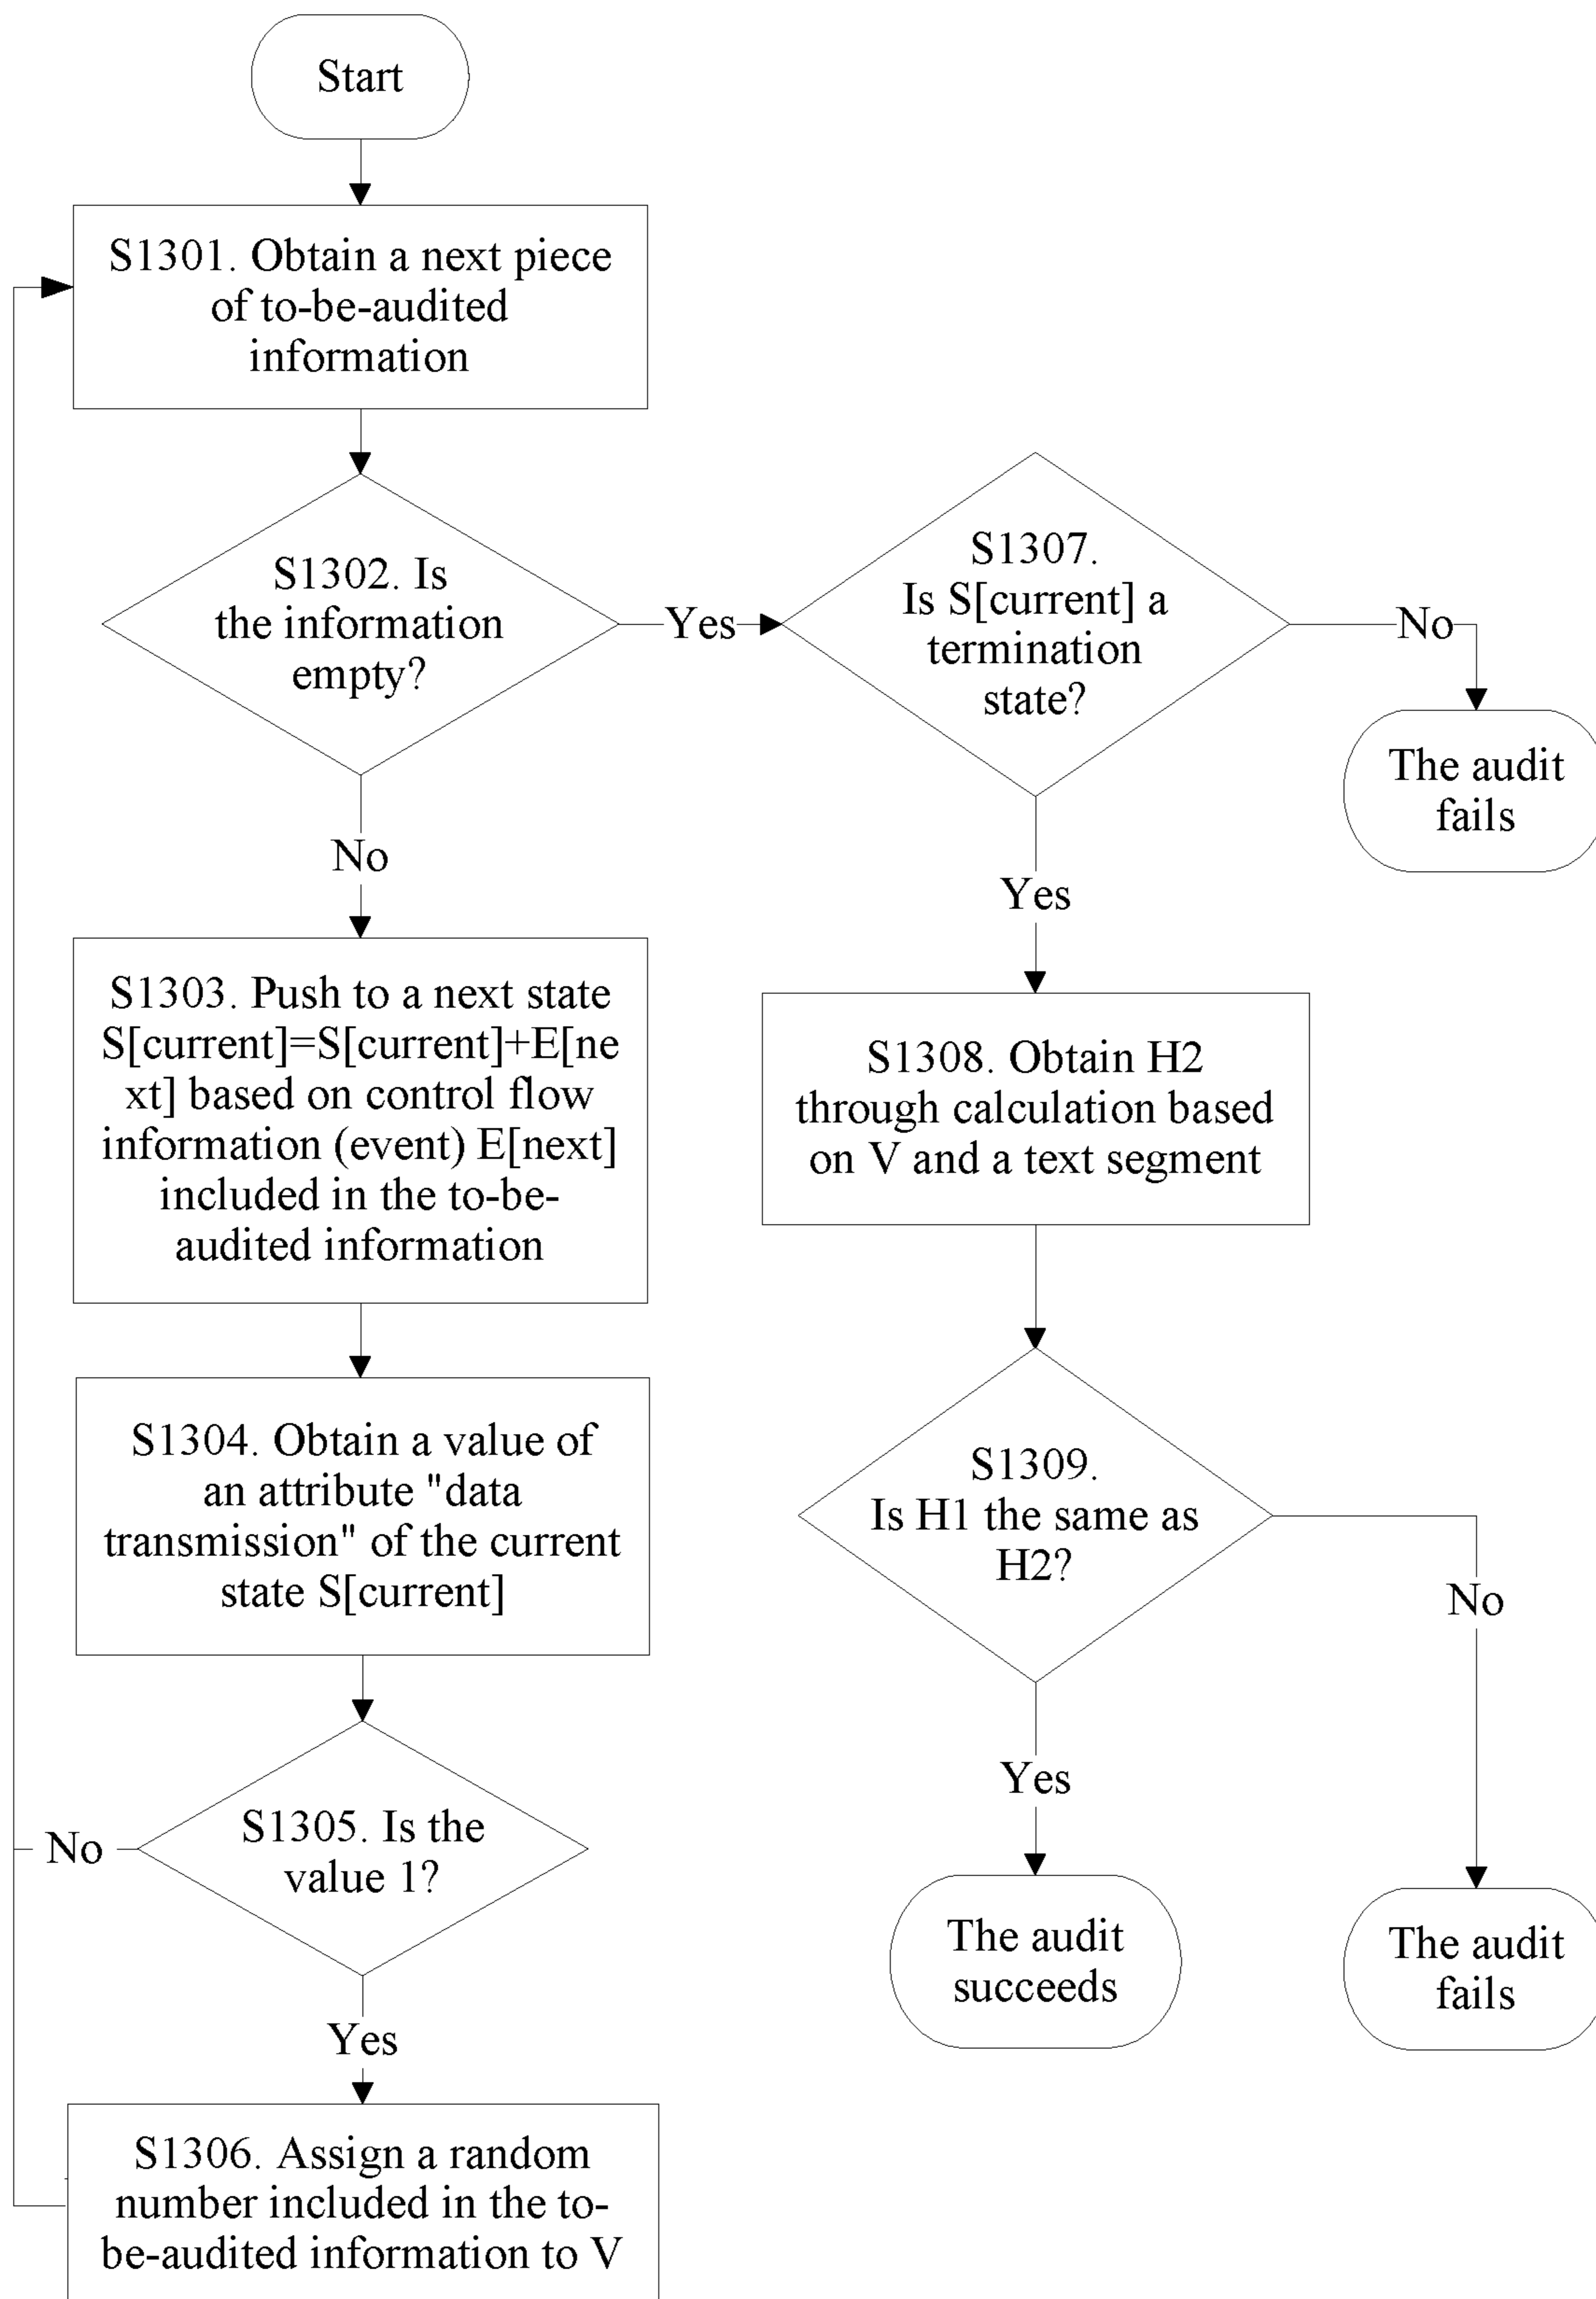 Start
S1301. Obtain a next piece
of to-be-audited
information
S1302. Is
the information
empty?
Yes
No
S1303. Push to a next state
S[current]=S[current]+E[ne
xt] based on control flow
information (event) E[next]
included in the to-be-
audited information
S1304. Obtain a value of
an attribute "data
transmission" of the current
state S[current]
S1305. Is the
value 1?
No
Yes
S1306. Assign a random
number included in the to-
be-audited information to V
S1307.
Is S[current] a
termination
state?
No
The audit
fails
Yes
S1308. Obtain H2
through calculation based
on V and a text segment
S1309.
Is H1 the same as
H2?
No
Yes
The audit
succeeds
The audit
fails